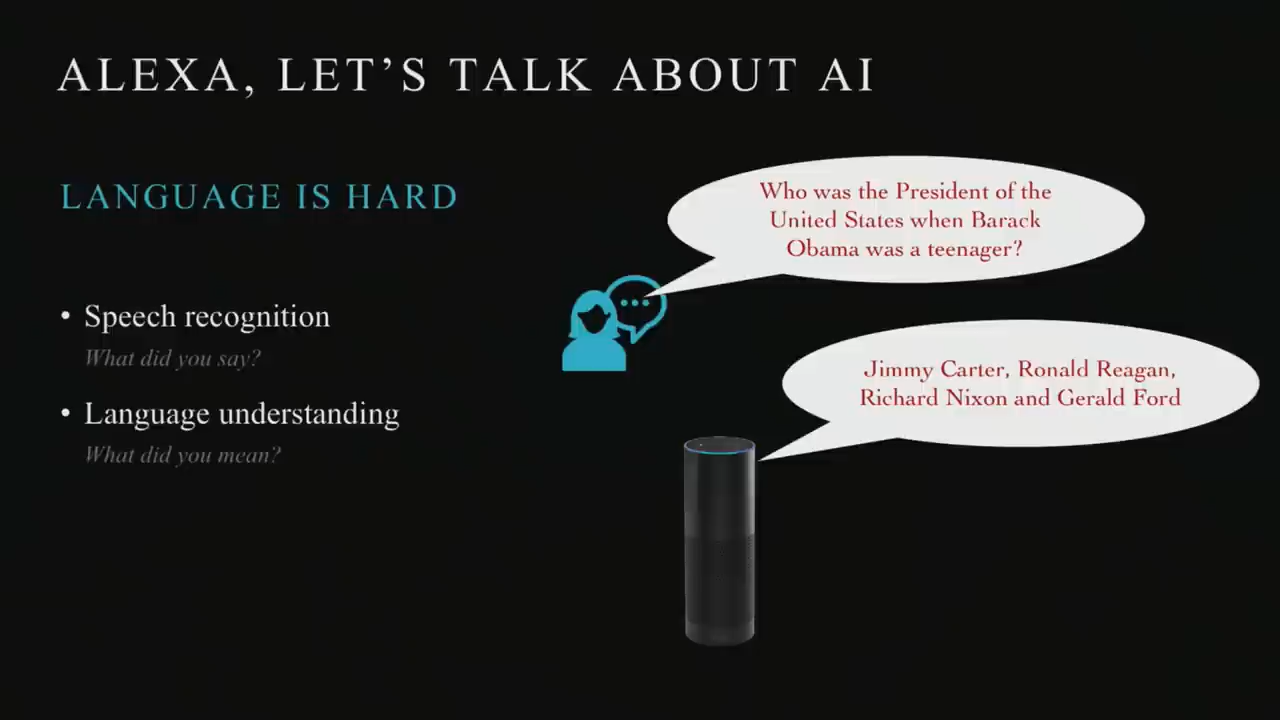 ALEXA, LET'S TALK ABOUT AI
LANGUAGE IS HARD
• Speech recognition
What did you say?
• Language understanding
What did you mean?
Who was the President of the
United States when Barack
Obama was a teenager?
Jimmy Carter, Ronald Reagan,
Richard Nixon and Gerald Ford